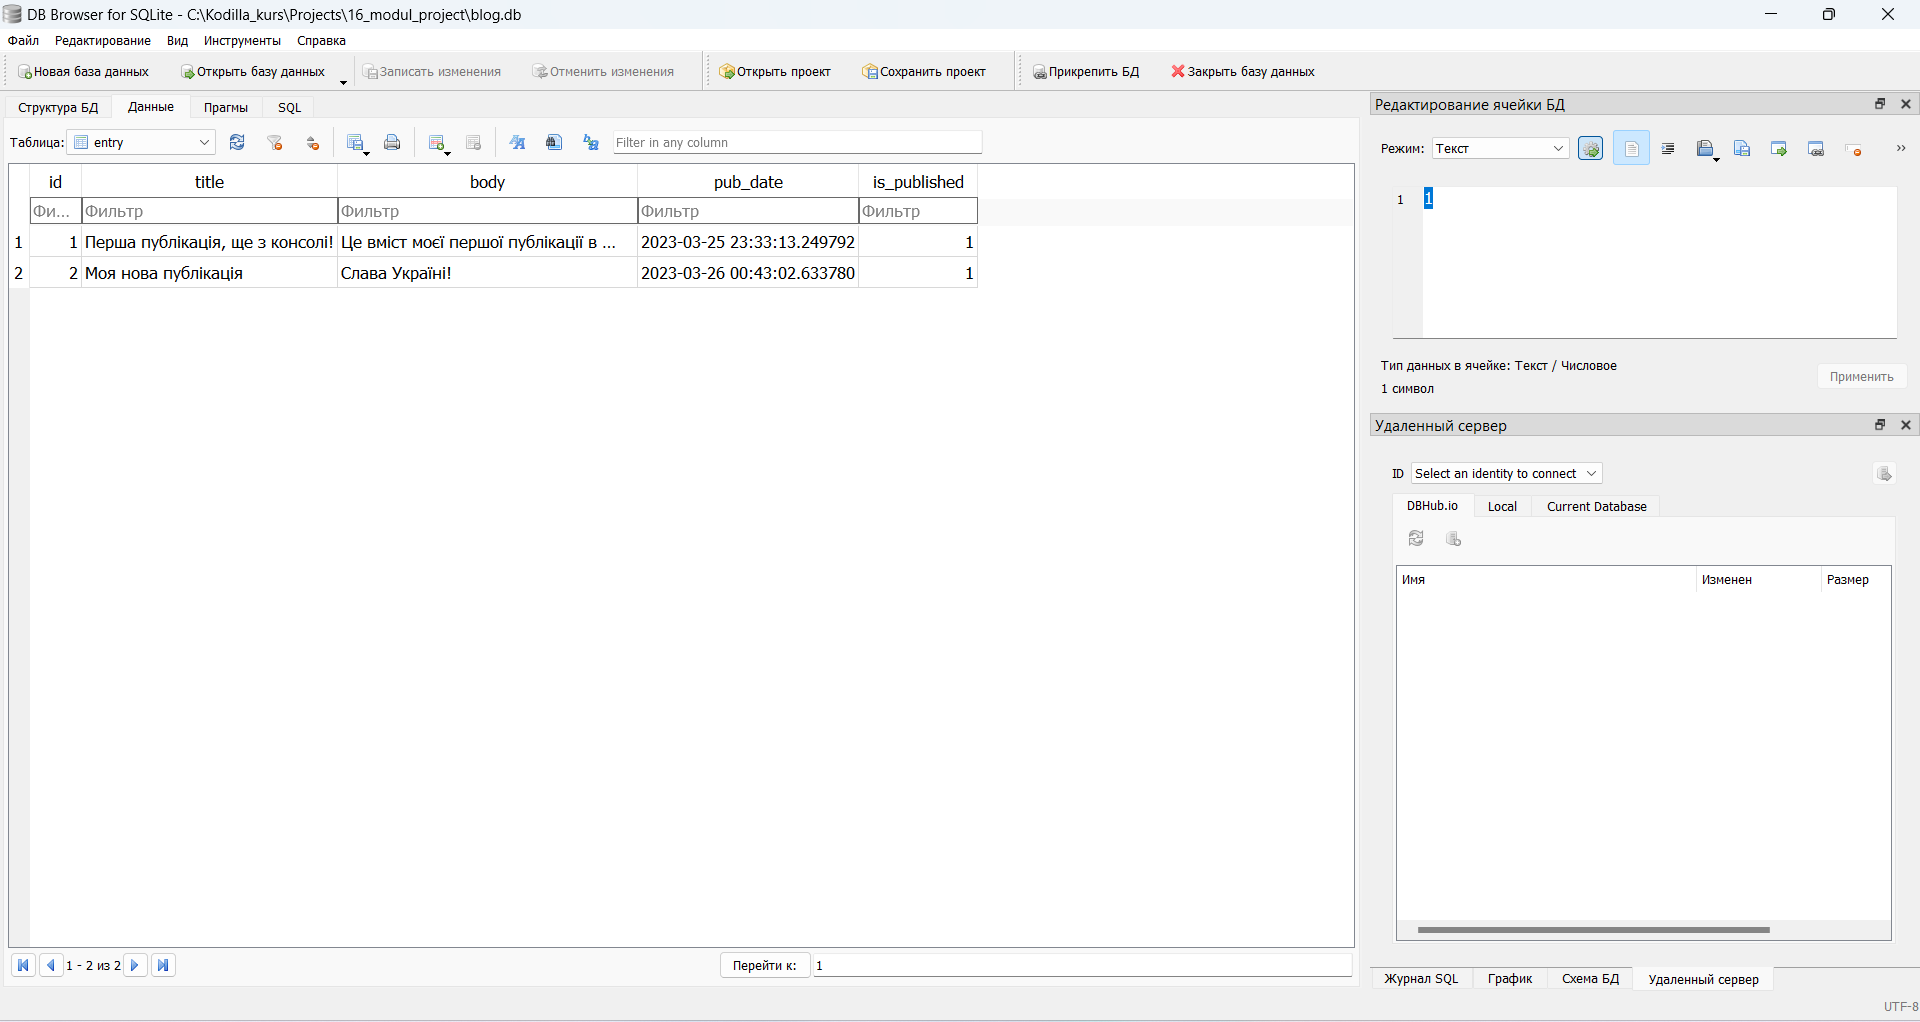 DB Browser for SQLite - C:\Kodilla_kurs\Projects\16_modul_project\blog.db
Файл Редактирование Вид Инструменты Справка
Новая база данных Открыть базу данных Записать изменения Отменить изменения Открыть проект Сохранить проект Прикрепить БД Закрыть базу данных
Структура БД Данные Прагмы SQL
Таблица: entry Filter in any column
id title body pub_date is_published
Фи... Фильтр Фильтр Фильтр Фильтр
1 1 Перша публікація, ще з консолі! Це вміст моєї першої публікації в ... 2023-03-25 23:33:13.249792 1
2 2 Моя нова публікація Слава Україні! 2023-03-26 00:43:02.633780 1
1 - 2 из 2 Перейти к: 1
Редактирование ячейки БД
Режим: Текст
1 1
Тип данных в ячейке: Текст / Числовое
1 символ
Применить
Удаленный сервер
ID Select an identity to connect
DBHub.io Local Current Database
Имя Изменен Размер
Журнал SQL График Схема БД Удаленный сервер
UTF-8